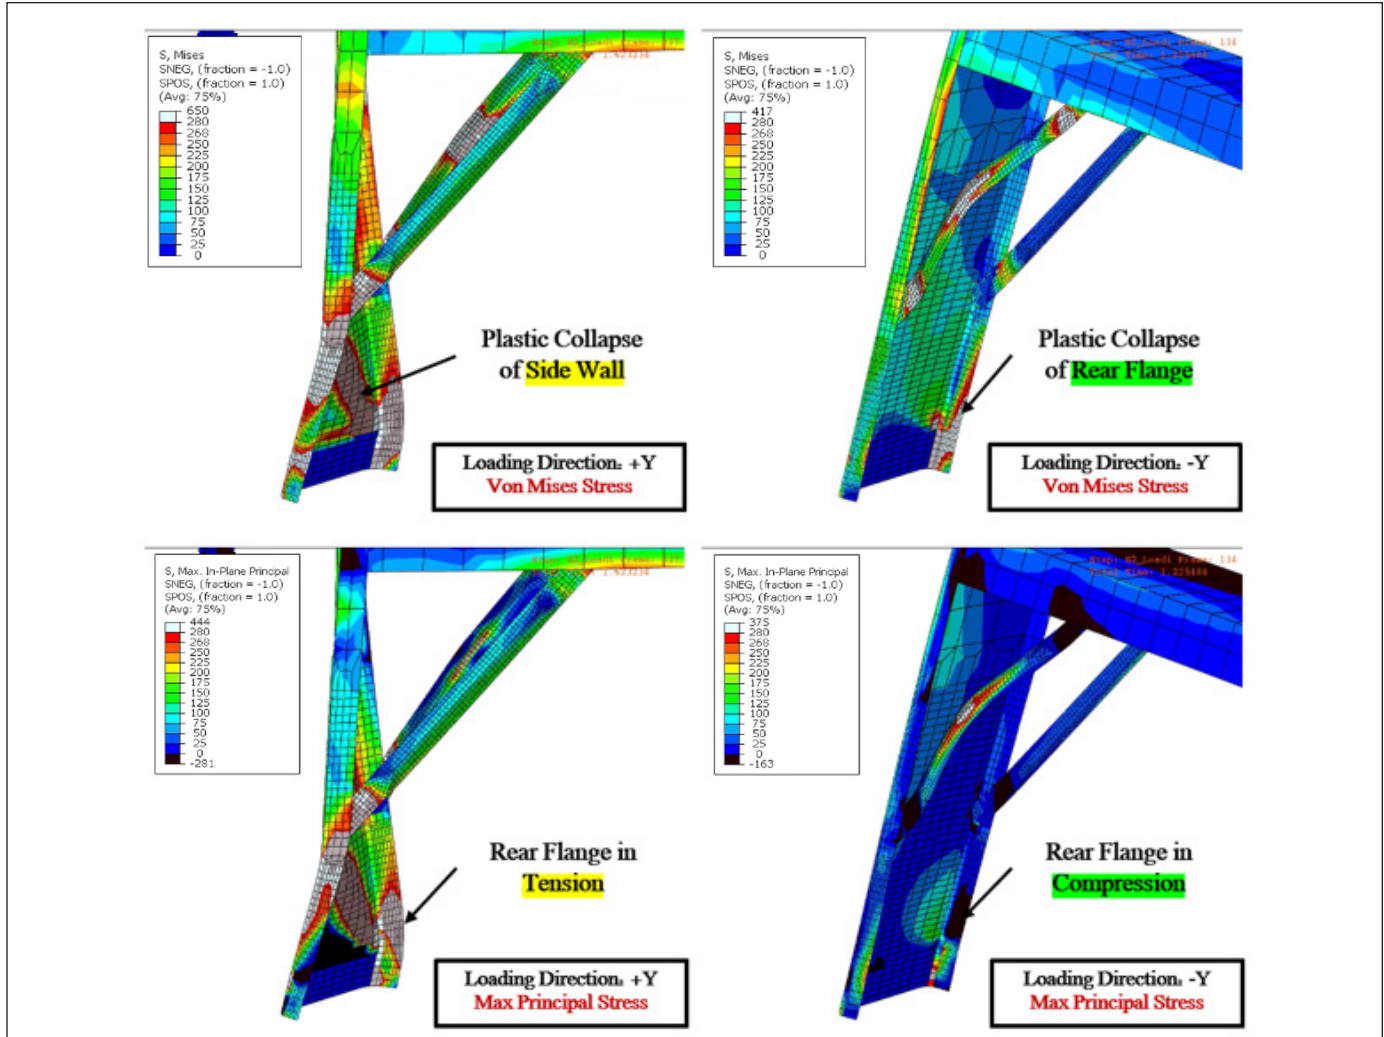 S, Mises
SNEG, (fraction = -1.0)
SPOS, (fraction = 1.0)
(Avg: 75%)
650
280
268
250
225
200
175
150
125
100
75
50
25
0
Plastic Collapse
of Side Wall
Loading Direction: +Y
Von Mises Stress
S, Mises
SNEG, (fraction = -1.0)
SPOS, (fraction = 1.0)
(Avg: 75%)
417
280
268
250
225
200
175
150
125
100
75
50
25
0
134
Plastic Collapse
of Rear Flange
Loading Direction: -Y
Von Mises Stress
S, Max. In-Plane Principal
SNEG, (fraction = -1.0)
SPOS, (fraction = 1.0)
(Avg: 75%)
444
280
268
250
225
200
175
150
125
100
75
50
25
0
-281
Rear Flange in
Tension
Loading Direction: +Y
Max Principal Stress
S, Max. In-Plane Principal
SNEG, (fraction = -1.0)
SPOS, (fraction = 1.0)
(Avg: 75%)
375
280
268
250
225
200
175
150
125
100
75
50
25
0
-163
134
Rear Flange in
Compression
Loading Direction: -Y
Max Principal Stress